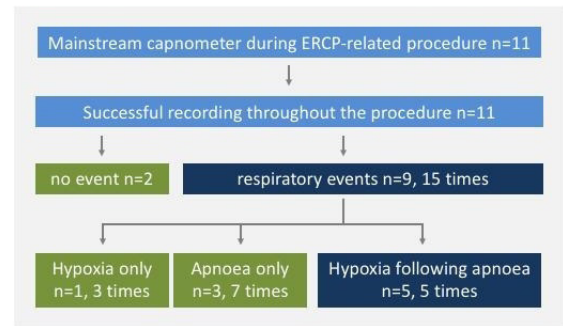 Mainstream capnometer during ERCP-related procedure n=11
Successful recording throughout the procedure n=11
no event n=2
respiratory events n=9, 15 times
Hypoxia only
n=1, 3 times
Apnoea only
n=3, 7 times
Hypoxia following apnoea
n=5, 5 times